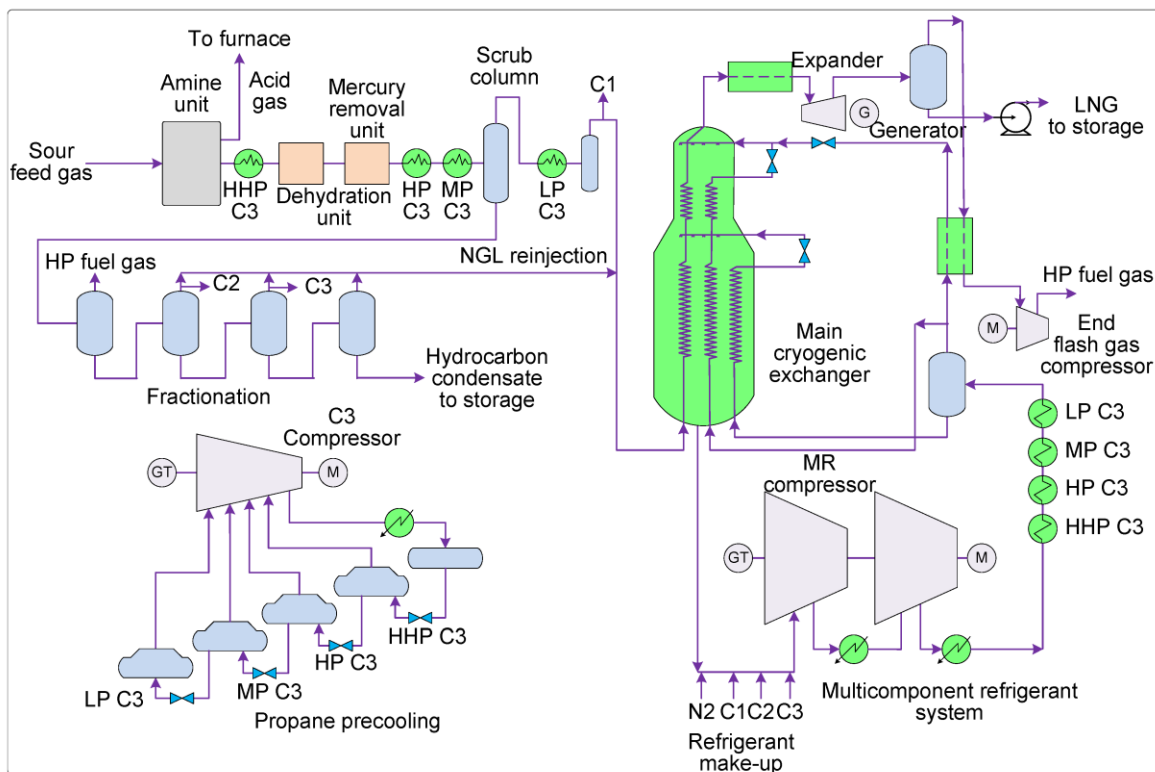 To furnace
Amine
unit
Acid
gas
Mercury
removal
unit
Scrub
column
C1
Sour
feed gas
HHP
C3
Dehydration
unit
HP
C3
MP
C3
LP
C3
HP fuel gas
C2
C3
NGL reinjection
Fractionation
Hydrocarbon
condensate
to storage
C3
Compressor
GT
M
LP C3
MP C3
HP C3
HHP C3
Propane precooling
Expander
G
Generator
LNG
to storage
HP fuel gas
M
End
flash gas
compressor
Main
cryogenic
exchanger
LP C3
MP C3
HP C3
HHP C3
MR
compressor
GT
M
N2 C1 C2 C3
Refrigerant
make-up
Multicomponent refrigerant
system